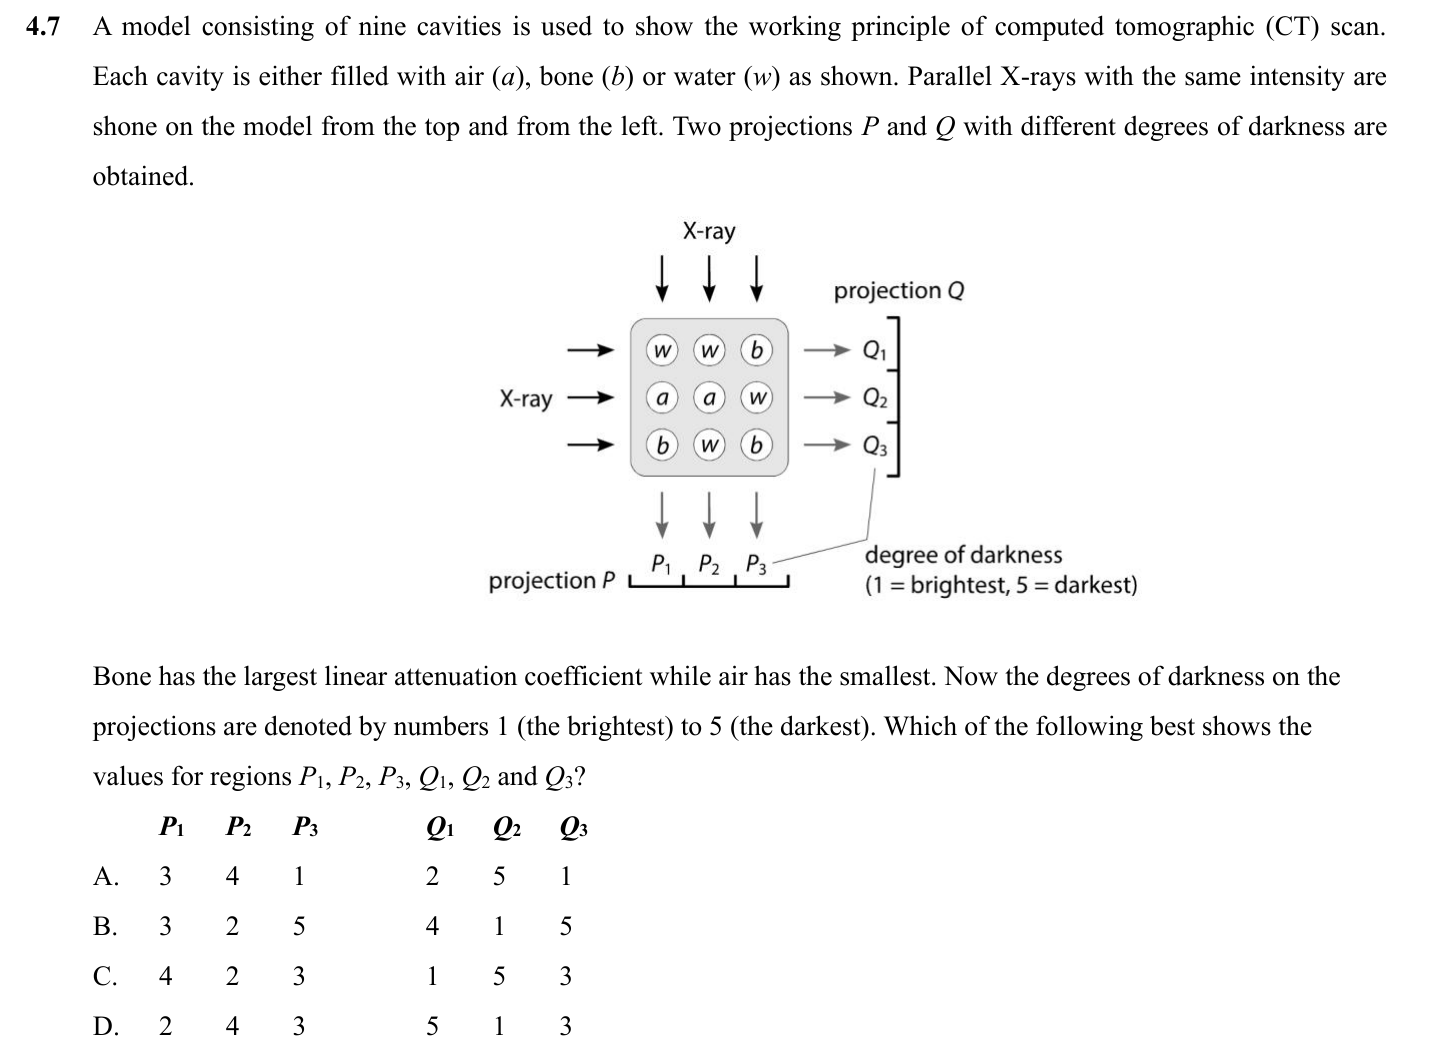 4.7 A model consisting of nine cavities is used to show the working principle of computed tomographic (CT) scan.
Each cavity is either filled with air (a), bone (b) or water (w) as shown. Parallel X-rays with the same intensity are
shone on the model from the top and from the left. Two projections P and Q with different degrees of darkness are
obtained.
X-ray
projection Q
w w b Q₁
X-ray a a w Q₂
b w b Q₃
projection P P₁ P₂ P₃
degree of darkness
(1 = brightest, 5 = darkest)
Bone has the largest linear attenuation coefficient while air has the smallest. Now the degrees of darkness on the
projections are denoted by numbers 1 (the brightest) to 5 (the darkest). Which of the following best shows the
values for regions P₁, P₂, P₃, Q₁, Q₂ and Q₃?
P₁ P₂ P₃ Q₁ Q₂ Q₃
A. 3 4 1 2 5 1
B. 3 2 5 4 1 5
C. 4 2 3 1 5 3
D. 2 4 3 5 1 3